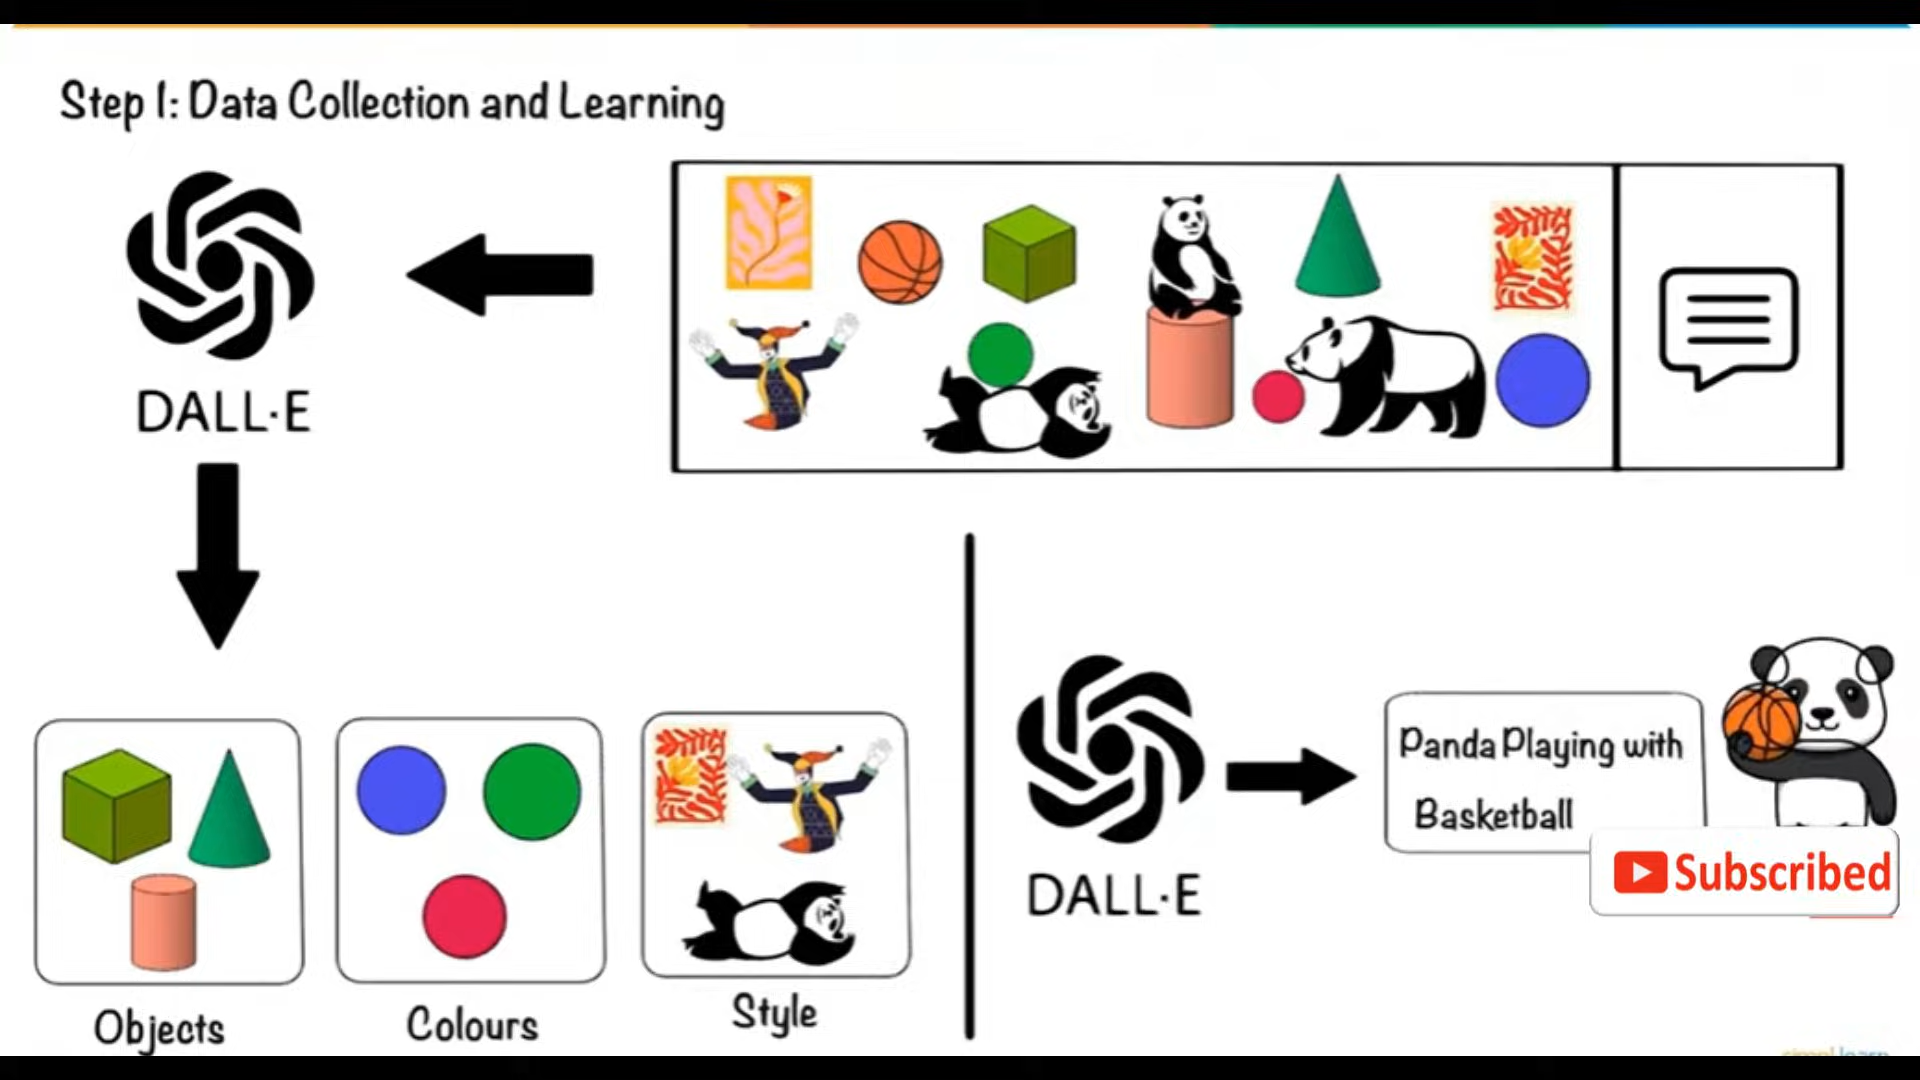 Step 1: Data Collection and Learning
DALL·E
Panda Playing with
Basketball
DALL·E
Subscribed
Objects
Colours
Style